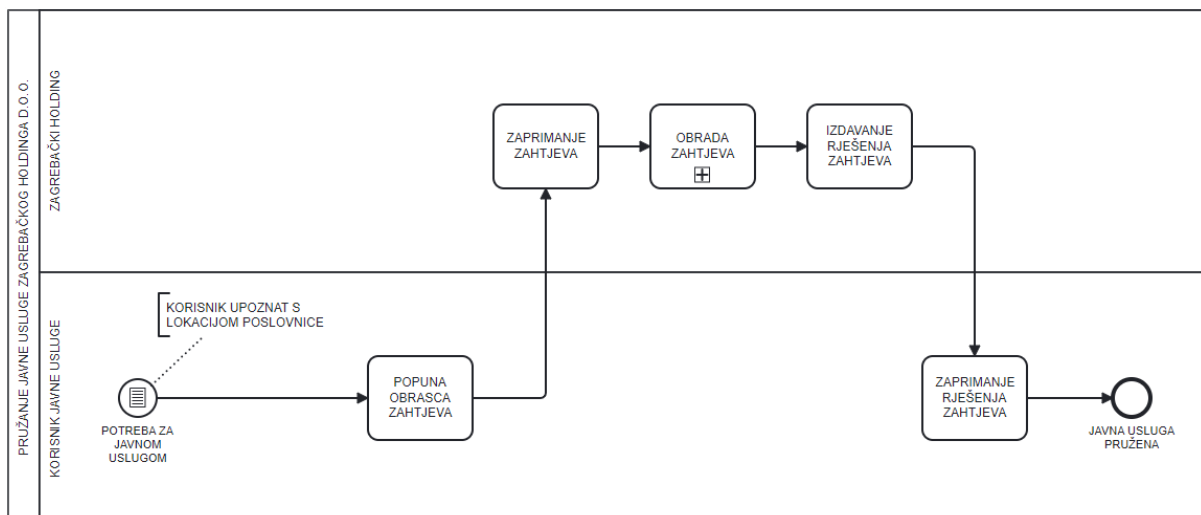 PRUŽANJE JAVNE USLUGE ZAGREBAČKOG HOLDINGA D.O.O.
ZAGREBAČKI HOLDING
ZAPRIMANJE
ZAHTJEVA
OBRADA
ZAHTJEVA
IZDAVANJE
RJEŠENJA
ZAHTJEVA
KORISNIK JAVNE USLUGE
KORISNIK UPOZNAT S
LOKACIJOM POSLOVNICE
POTREBA ZA
JAVNOM
USLUGOM
POPUNA
OBRASCA
ZAHTJEVA
ZAPRIMANJE
RJEŠENJA
ZAHTJEVA
JAVNA USLUGA
PRUŽENA